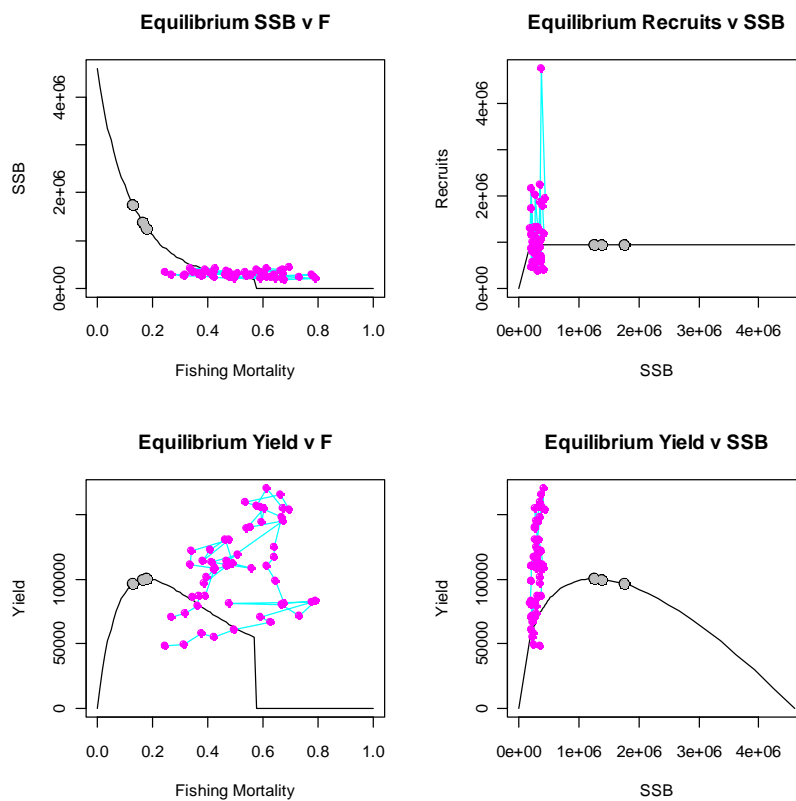 Equilibrium SSB v F
SSB
0e+00 2e+06 4e+06
0.0 0.2 0.4 0.6 0.8 1.0
Fishing Mortality
Equilibrium Recruits v SSB
Recruits
0e+00 2e+06 4e+06
0e+00 1e+06 2e+06 3e+06 4e+06
SSB
Equilibrium Yield v F
Yield
0 50000 100000
0.0 0.2 0.4 0.6 0.8 1.0
Fishing Mortality
Equilibrium Yield v SSB
Yield
0 50000 100000
0e+00 1e+06 2e+06 3e+06 4e+06
SSB